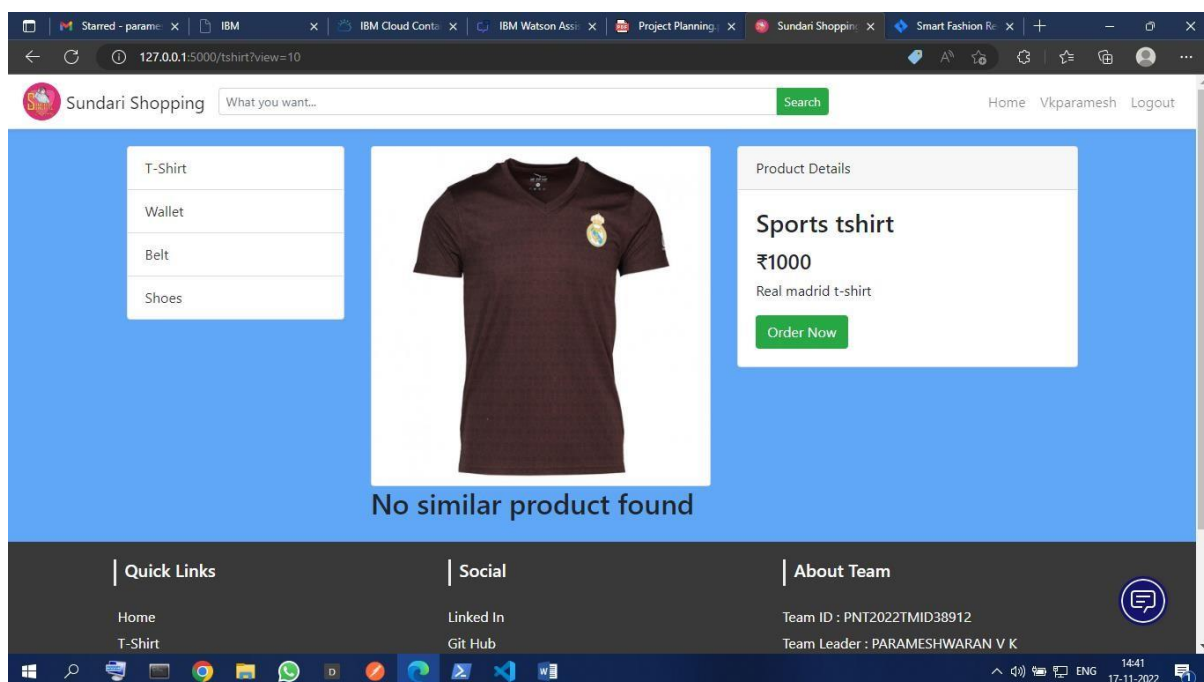 Starred - parame
IBM
IBM Cloud Conta
IBM Watson Assis
Project Planning.
Sundari Shopping
Smart Fashion Re
127.0.0.1:5000/tshirt?view=10
Sundari Shopping
What you want...
Search
Home Vkparamesh Logout
T-Shirt
Wallet
Belt
Shoes
Product Details
Sports tshirt
₹1000
Real madrid t-shirt
Order Now
No similar product found
Quick Links
Home
T-Shirt
Social
Linked In
Git Hub
About Team
Team ID : PNT2022TMID38912
Team Leader : PARAMESHWARAN V K
ENG
14:41
17-11-2022